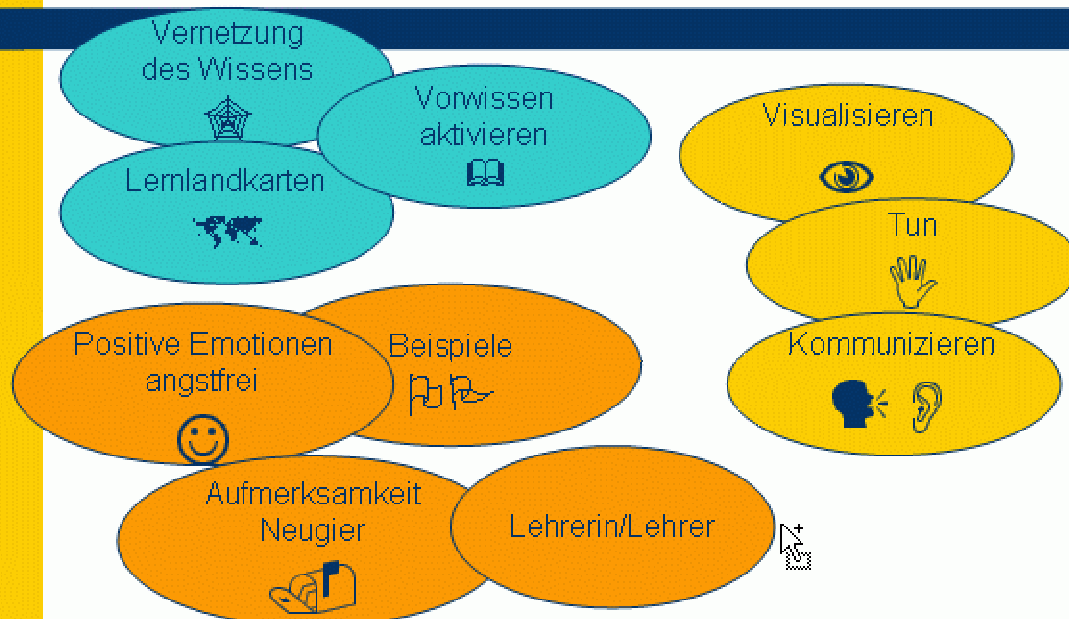 Vernetzung
des Wissens
Vorwissen
aktivieren
Lernlandkarten
Visualisieren
Tun
Kommunizieren
Positive Emotionen
angstfrei
Beispiele
Aufmerksamkeit
Neugier
Lehrerin/Lehrer